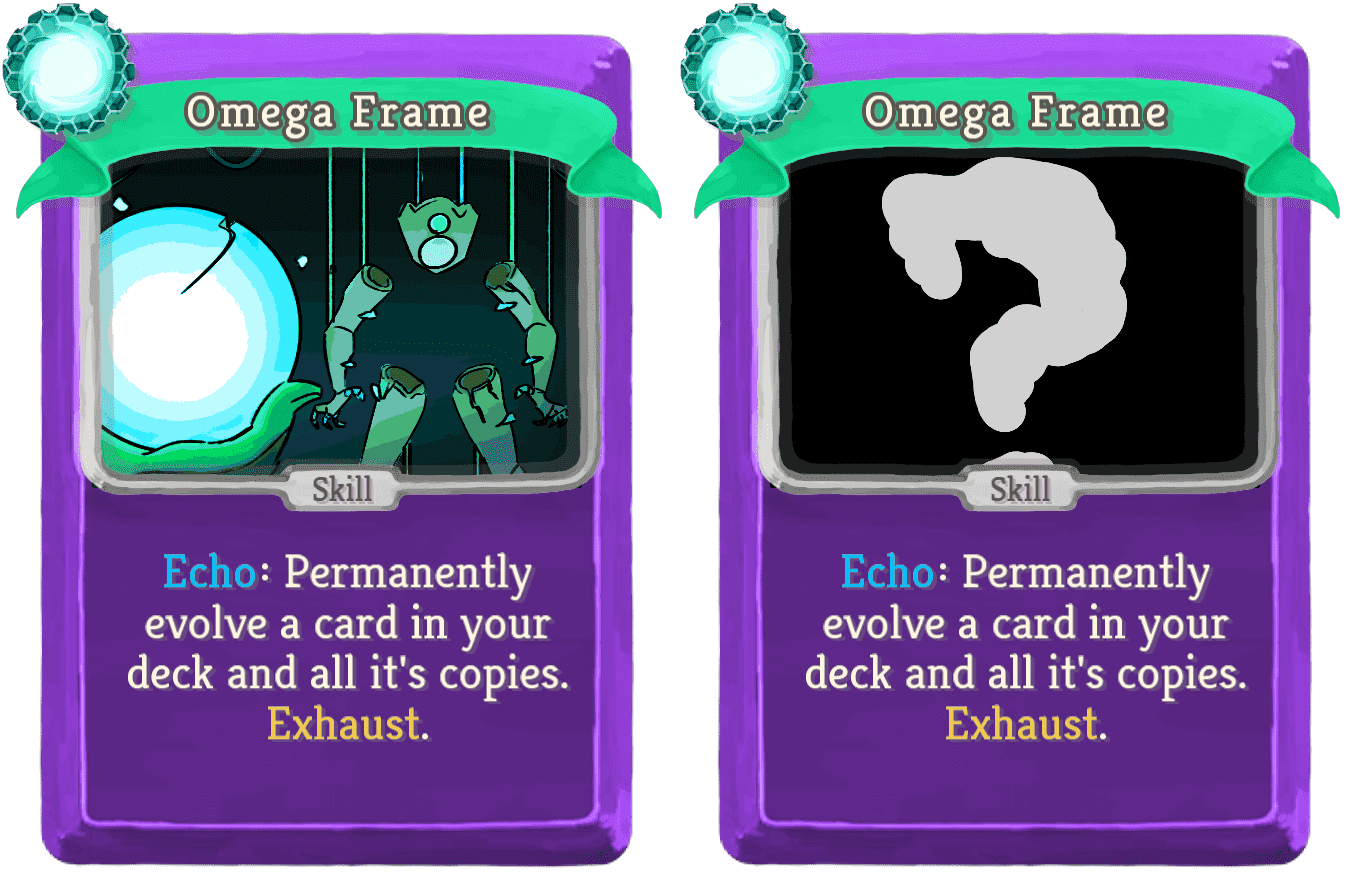 Omega Frame
Skill
Echo: Permanently
evolve a card in your
deck and all it's copies.
Exhaust.
Omega Frame
Skill
Echo: Permanently
evolve a card in your
deck and all it's copies.
Exhaust.